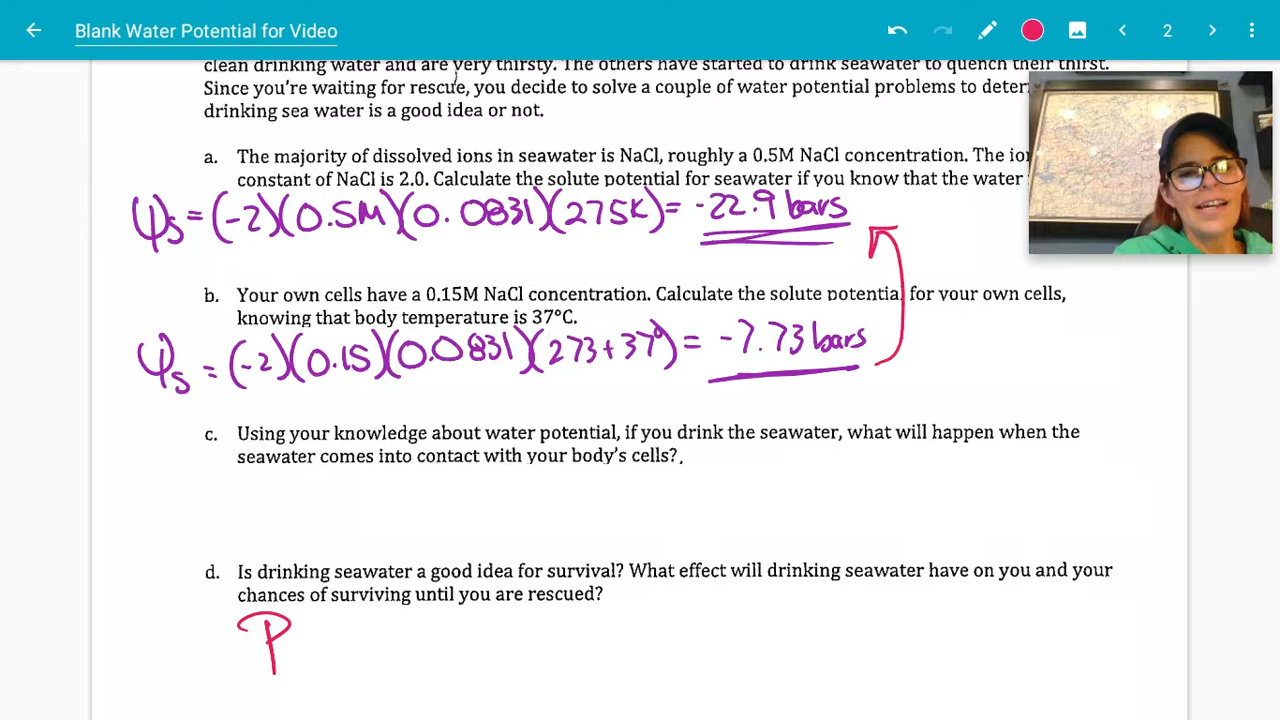 Blank Water Potential for Video
2
clean drinking water and are very thirsty. The others have started to drink seawater to quench their thirst.
Since you're waiting for rescue, you decide to solve a couple of water potential problems to deter
drinking sea water is a good idea or not.
a. The majority of dissolved ions in seawater is NaCl, roughly a 0.5M NaCl concentration. The ion
constant of NaCl is 2.0. Calculate the solute potential for seawater if you know that the water
ψs = (-2)(0.5M)(0.0831)(275K) = -22.9 bars
b. Your own cells have a 0.15M NaCl concentration. Calculate the solute potential for your own cells,
knowing that body temperature is 37°C.
ψs = (-2)(0.15)(0.0831)(273+37°) = -7.73 bars
c. Using your knowledge about water potential, if you drink the seawater, what will happen when the
seawater comes into contact with your body's cells?,
d. Is drinking seawater a good idea for survival? What effect will drinking seawater have on you and your
chances of surviving until you are rescued?
P